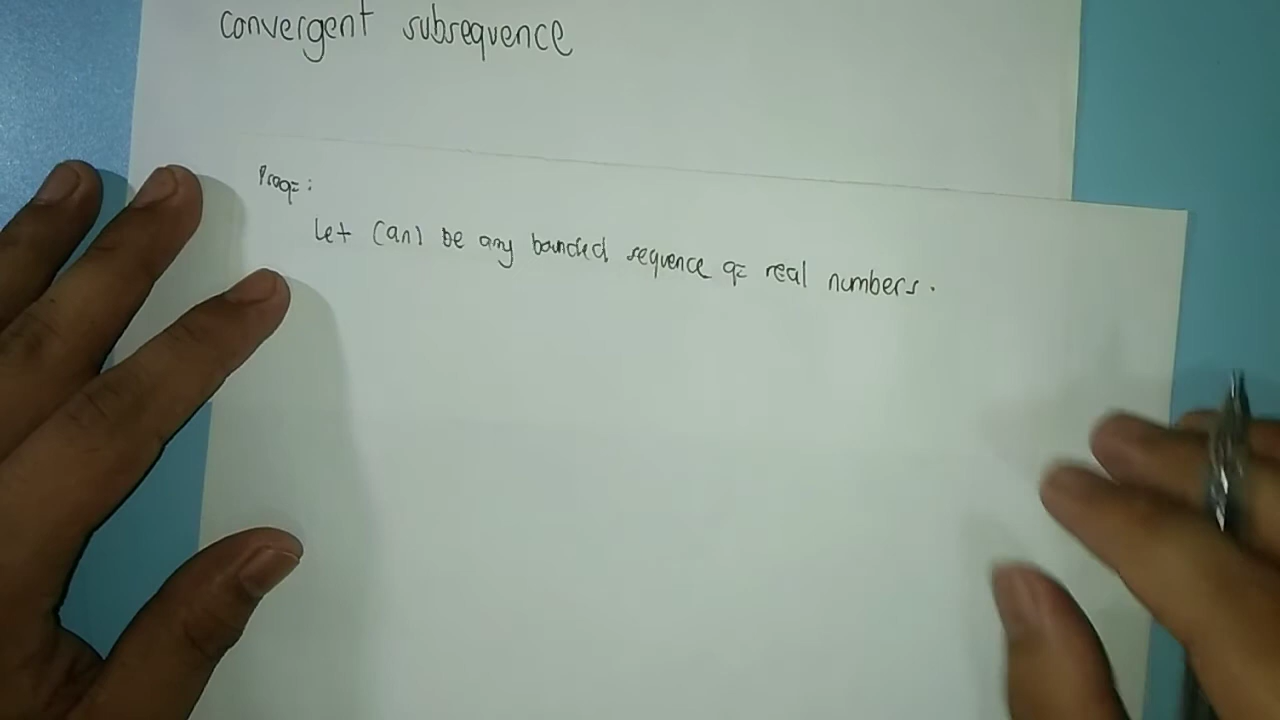 convergent subsequence
Proof:
Let (an) be any bounded sequence of real numbers.